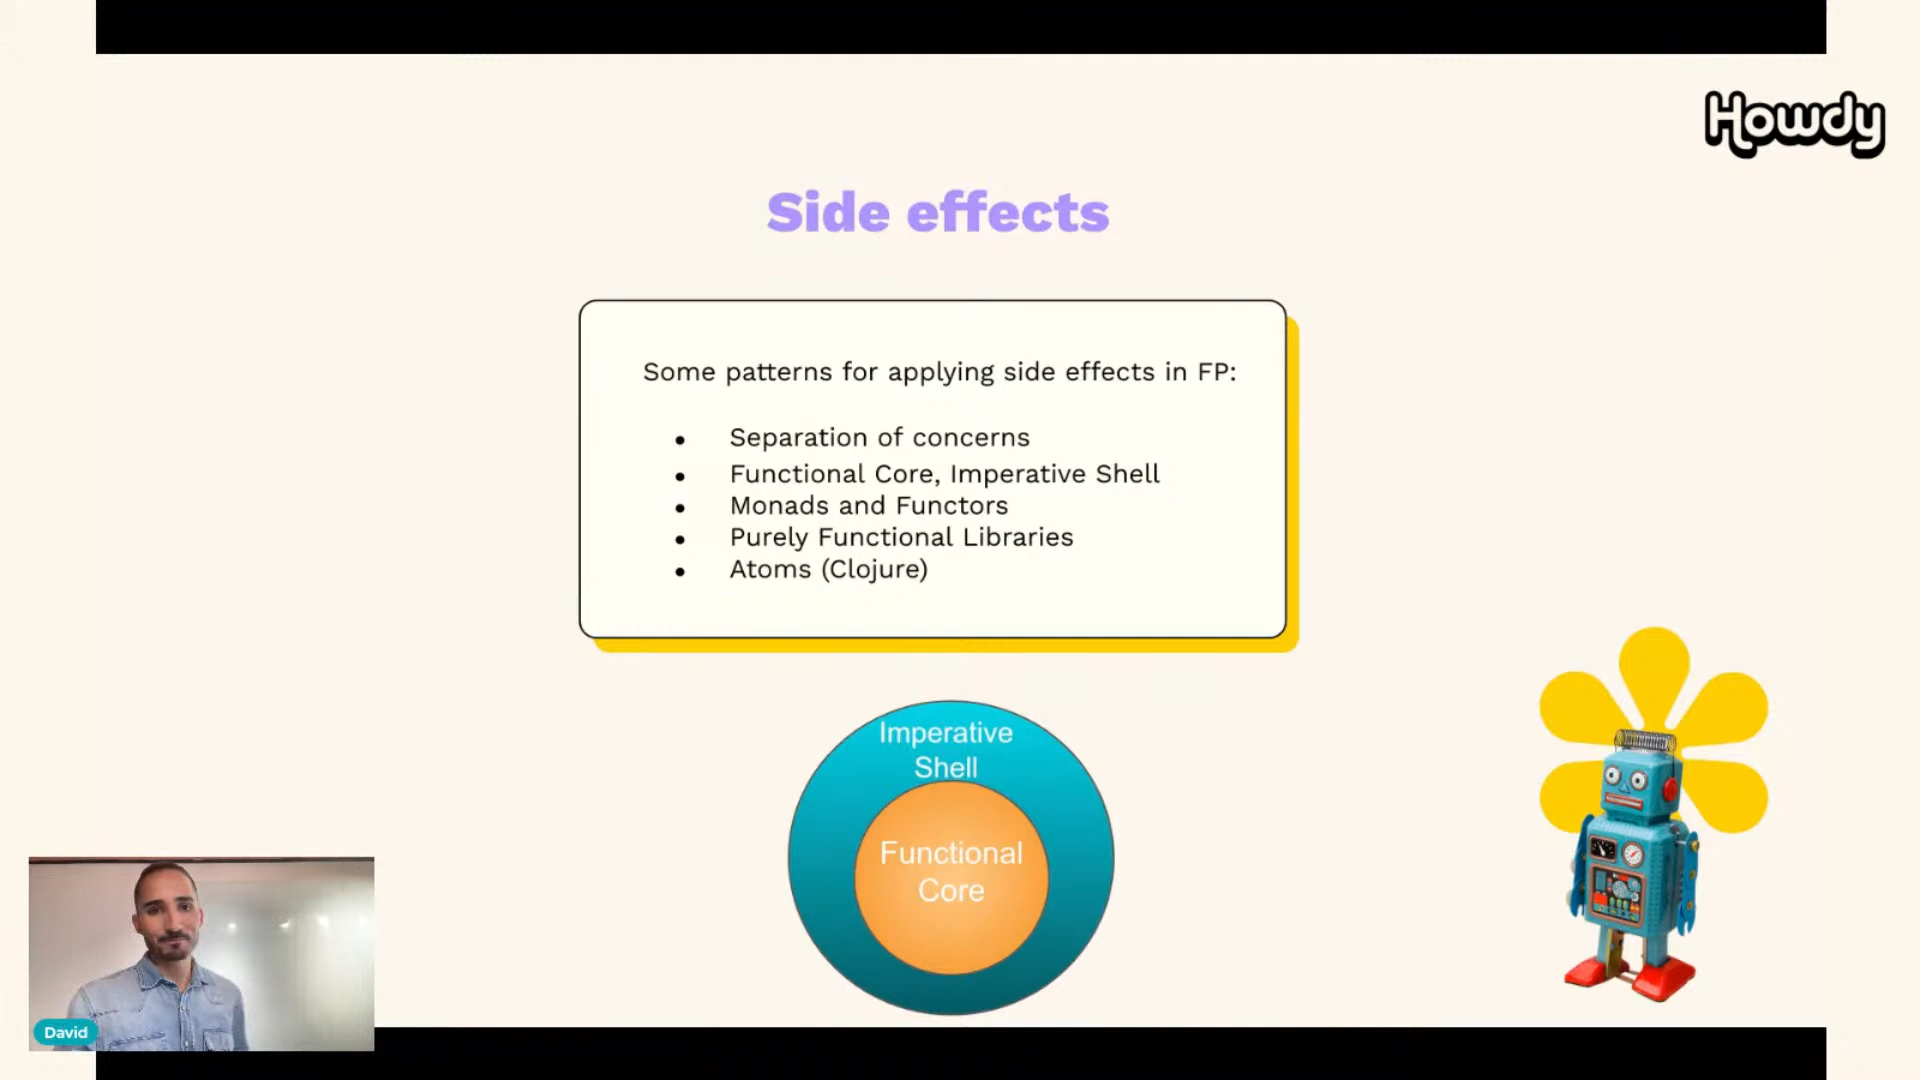 Howdy
Side effects
Some patterns for applying side effects in FP:
● Separation of concerns
● Functional Core, Imperative Shell
● Monads and Functors
● Purely Functional Libraries
● Atoms (Clojure)
Imperative
Shell
Functional
Core
David